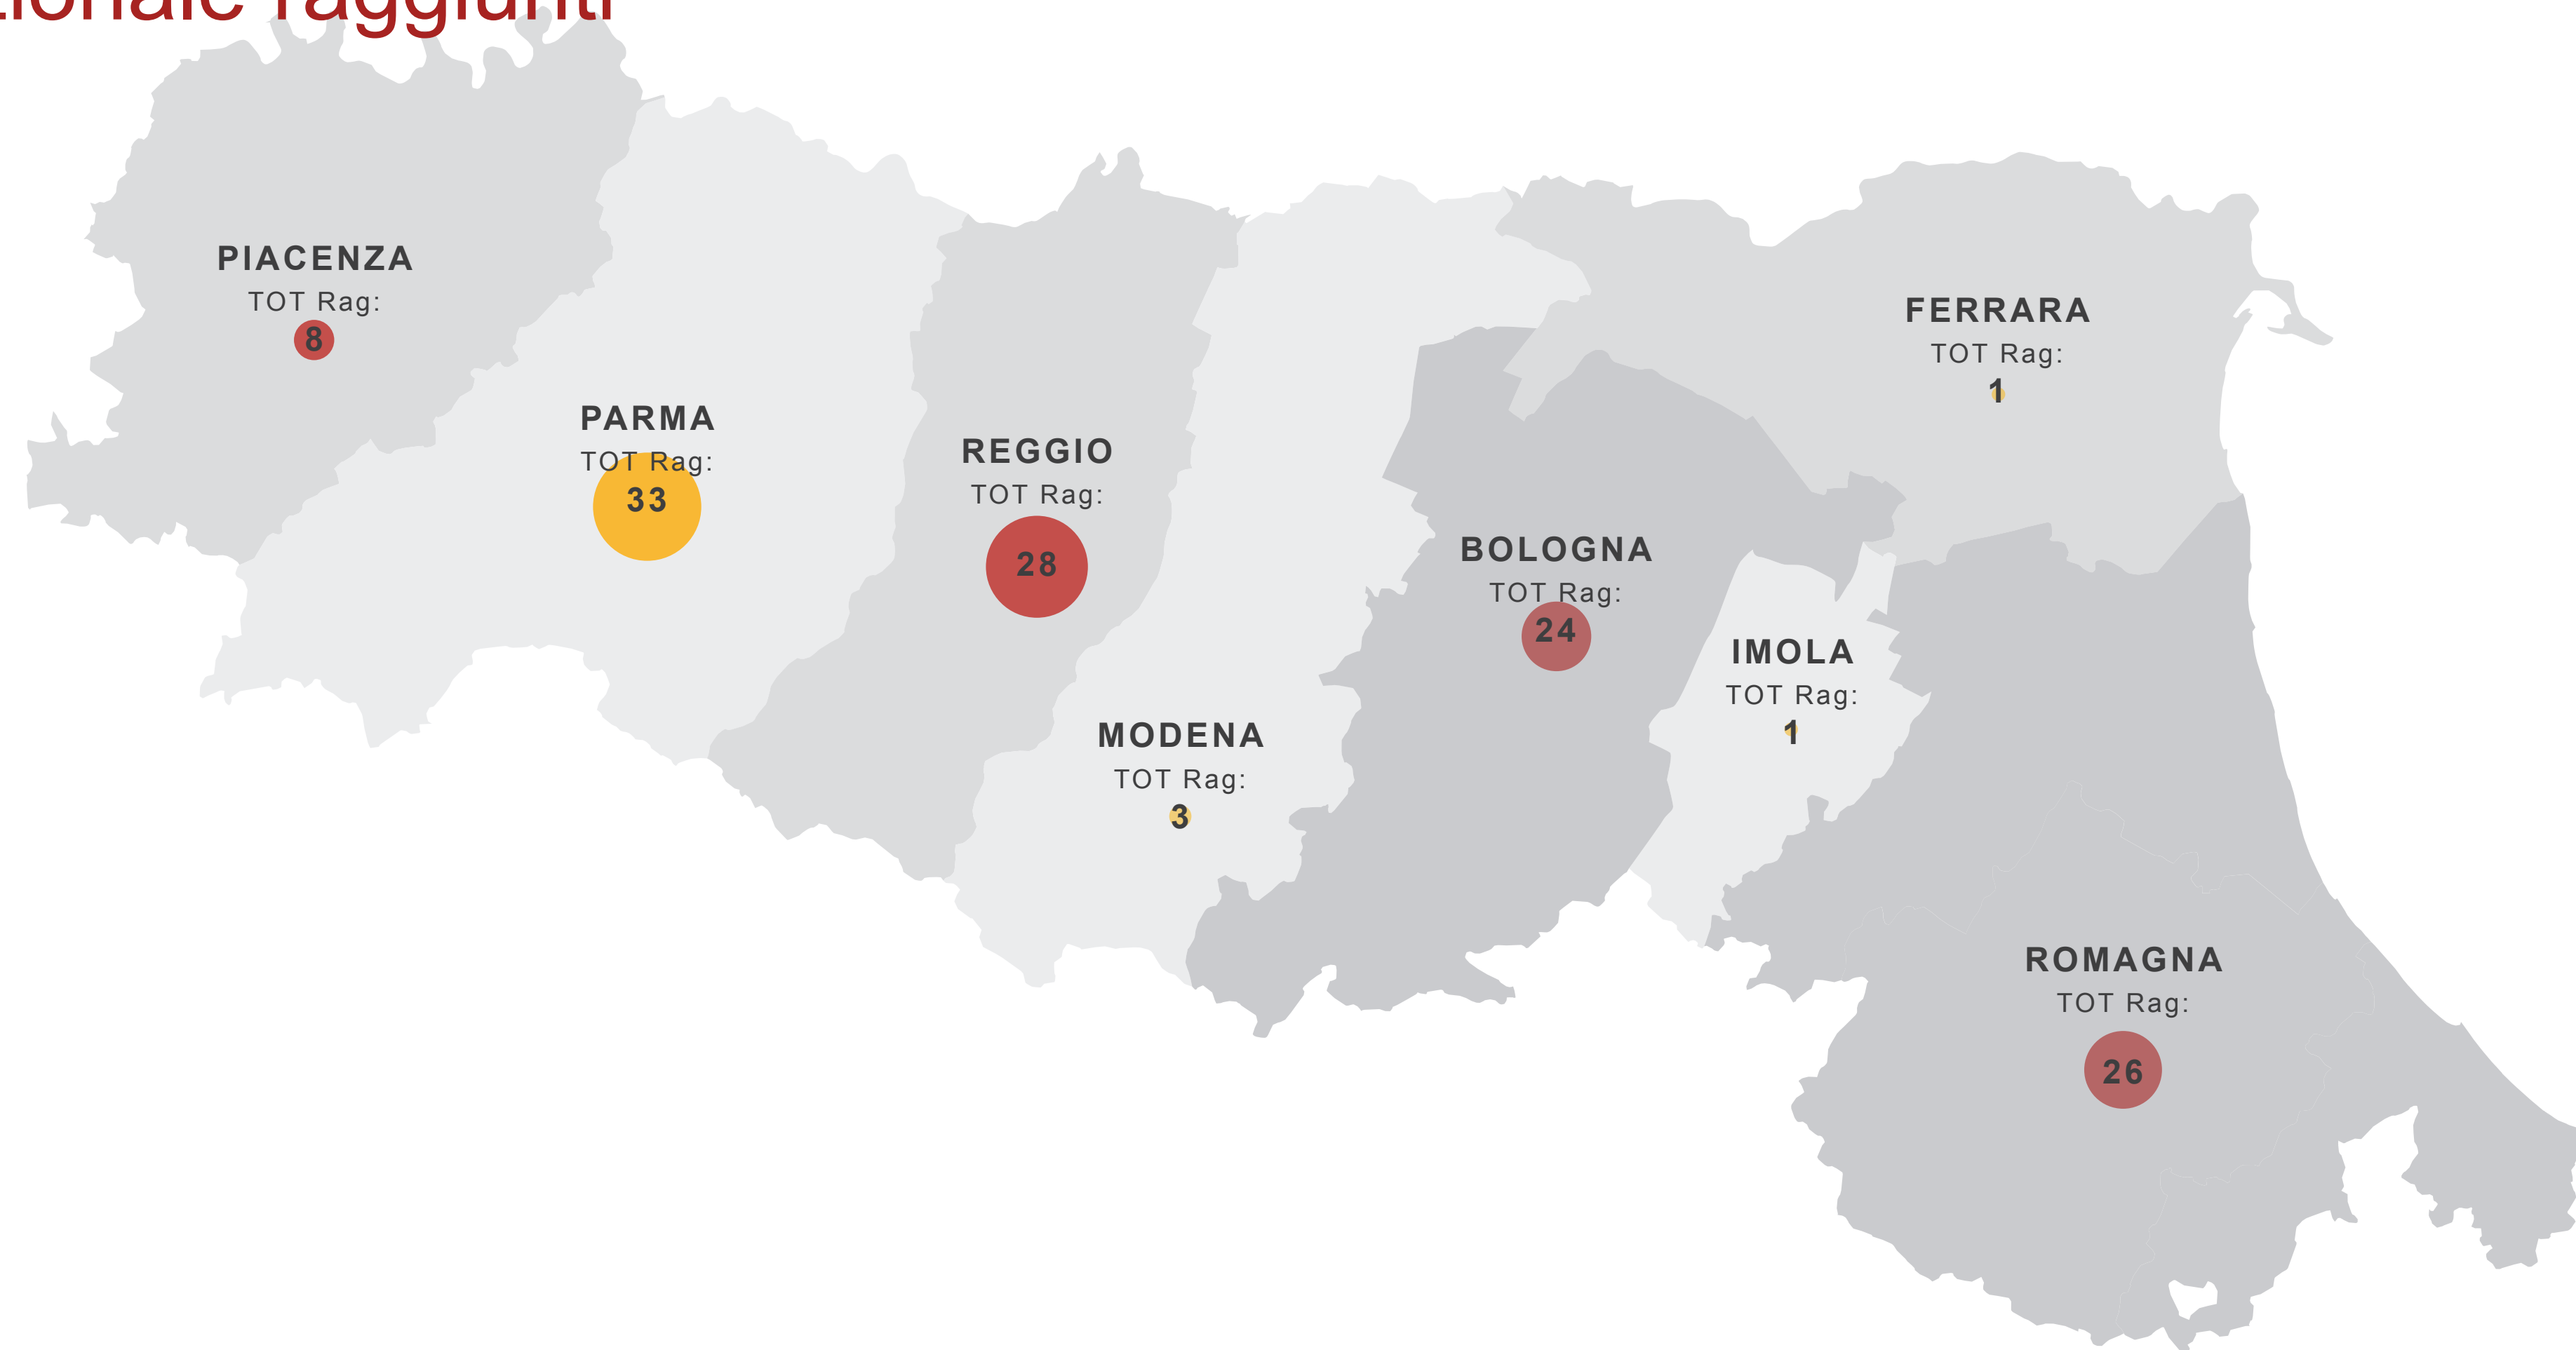 raggiunti
PIACENZA
TOT Rag:
8
PARMA
TOT Rag:
33
REGGIO
TOT Rag:
28
MODENA
TOT Rag:
3
BOLOGNA
TOT Rag:
24
IMOLA
TOT Rag:
1
FERRARA
TOT Rag:
1
ROMAGNA
TOT Rag:
26